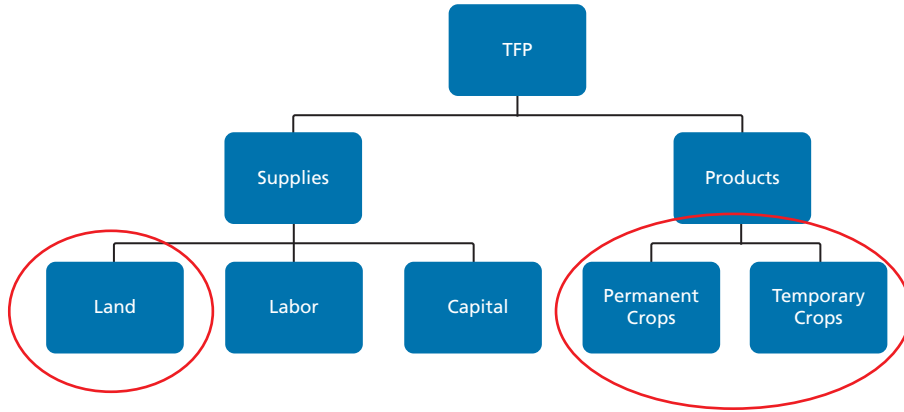 TFP
Supplies
Products
Land
Labor
Capital
Permanent
Crops
Temporary
Crops